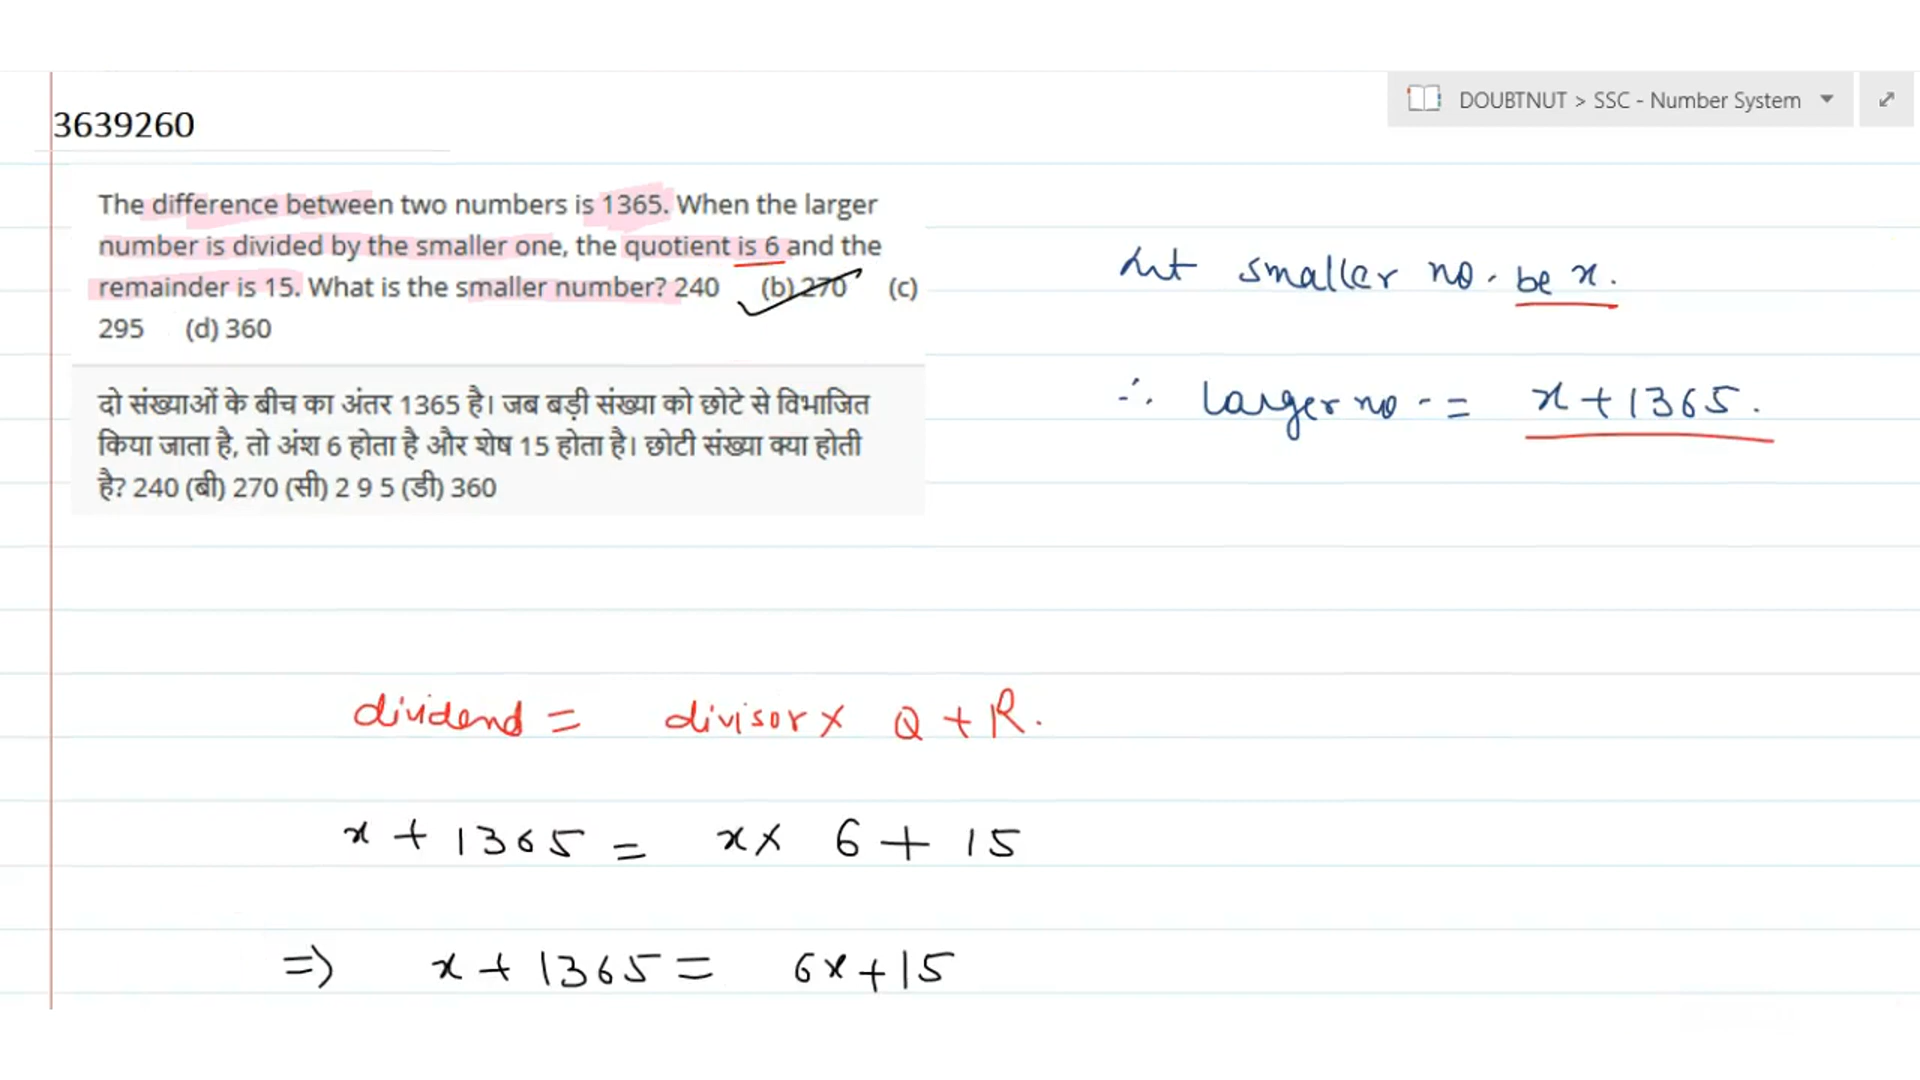 DOUBTNUT > SSC - Number System
3639260
The difference between two numbers is 1365. When the larger
number is divided by the smaller one, the quotient is 6 and the
remainder is 15. What is the smaller number? 240 (b) 270 (c)
295 (d) 360
दो संख्याओं के बीच का अंतर 1365 है। जब बड़ी संख्या को छोटे से विभाजित
किया जाता है, तो अंश 6 होता है और शेष 15 होता है। छोटी संख्या क्या होती
है? 240 (बी) 270 (सी) 2 9 5 (डी) 360
Let smaller no. be x.
∴ Larger no. = x + 1365.
dividend = divisor × Q + R.
x + 1365 = x × 6 + 15
⇒ x + 1365 = 6x + 15